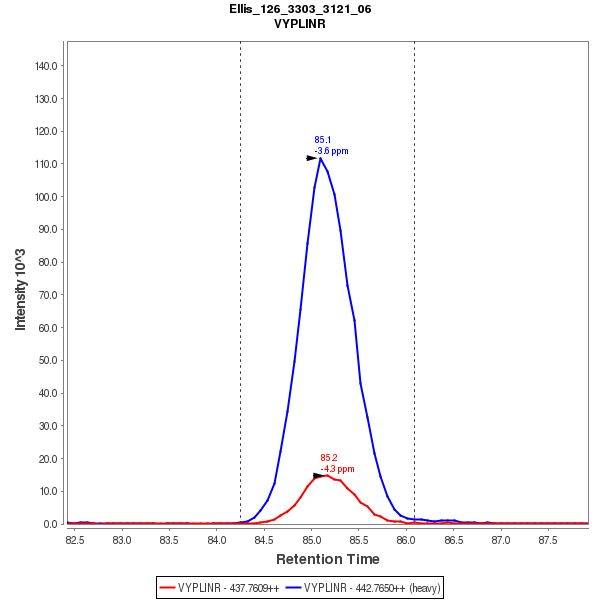 Ellis_126_3303_3121_06
VYPLINR
Intensity 10^3
140.0
130.0
120.0
110.0
100.0
90.0
80.0
70.0
60.0
50.0
40.0
30.0
20.0
10.0
0.0
85.1
-3.6 ppm
85.2
-4.3 ppm
82.5 83.0 83.5 84.0 84.5 85.0 85.5 86.0 86.5 87.0 87.5
Retention Time
VYPLINR - 437.7609++ VYPLINR - 442.7650++ (heavy)